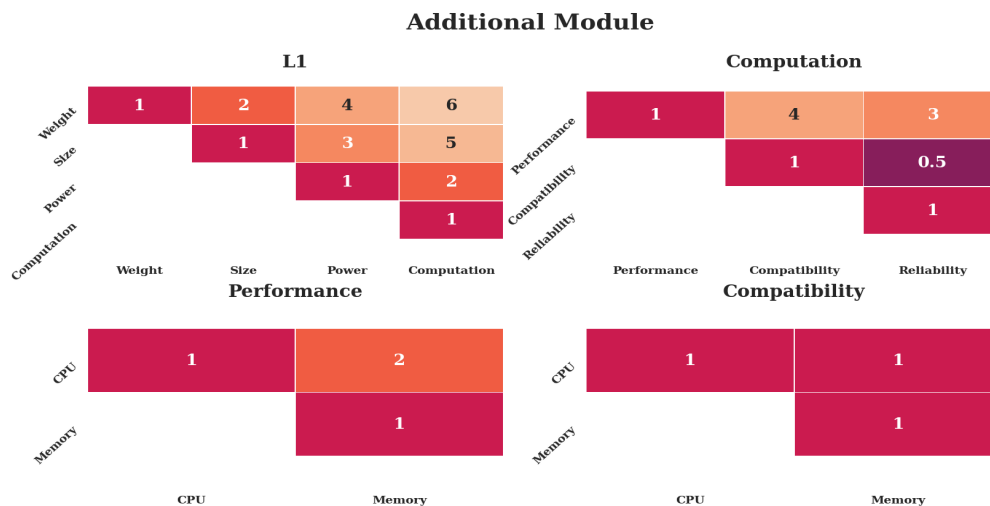 Additional Module
L1
Weight 1 2 4 6
Size 1 3 5
Power 1 2
Computation 1
Weight Size Power Computation
Computation
Performance 1 4 3
Compatibility 1 0.5
Reliability 1
Performance Compatibility Reliability
Performance
CPU 1 2
Memory 1
CPU Memory
Compatibility
CPU 1 1
Memory 1
CPU Memory